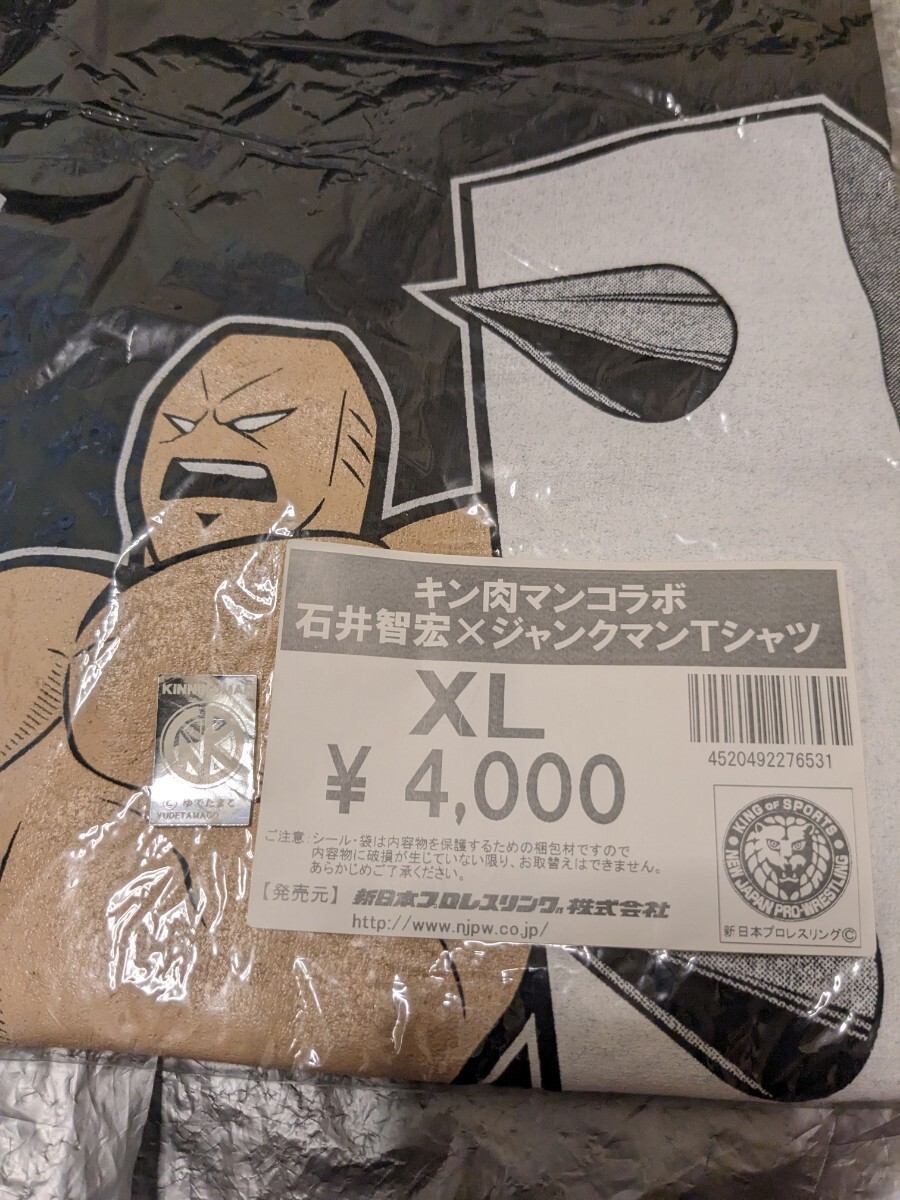 キン肉マンコラボ
石井智宏×ジャンクマンTシャツ
XL
¥ 4,000
4520492276531
ご注意:シール・袋は内容物を保護するための梱包材ですので
内容物に破損が生じていない限り、お取替えはできません。
あらかじめご了承ください。
【発売元】新日本プロレスリング株式会社
http://www.njpw.co.jp/
KING OF SPORTS
NEW JAPAN PRO-WRESTLING
新日本プロレスリング©
KINNIKUMAN
(C) ゆでたまご
YUDETAMAGO